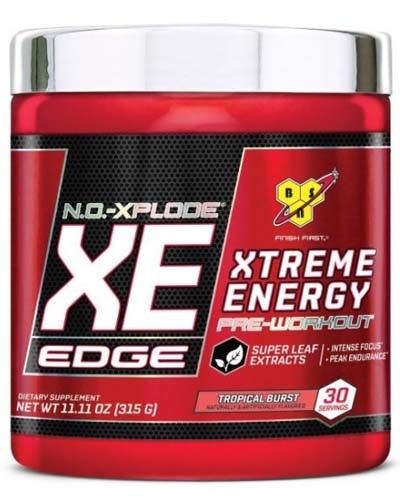 N.O.-XPLODE®
XE
EDGE
BSN
FINISH FIRST.®
XTREME
ENERGY
PRE-WORKOUT
SUPER LEAF
EXTRACTS
• INTENSE FOCUS*
• PEAK ENDURANCE*
DIETARY SUPPLEMENT
NET WT 11.11 OZ (315 G)
TROPICAL BURST
NATURALLY & ARTIFICIALLY FLAVORED
30
SERVINGS